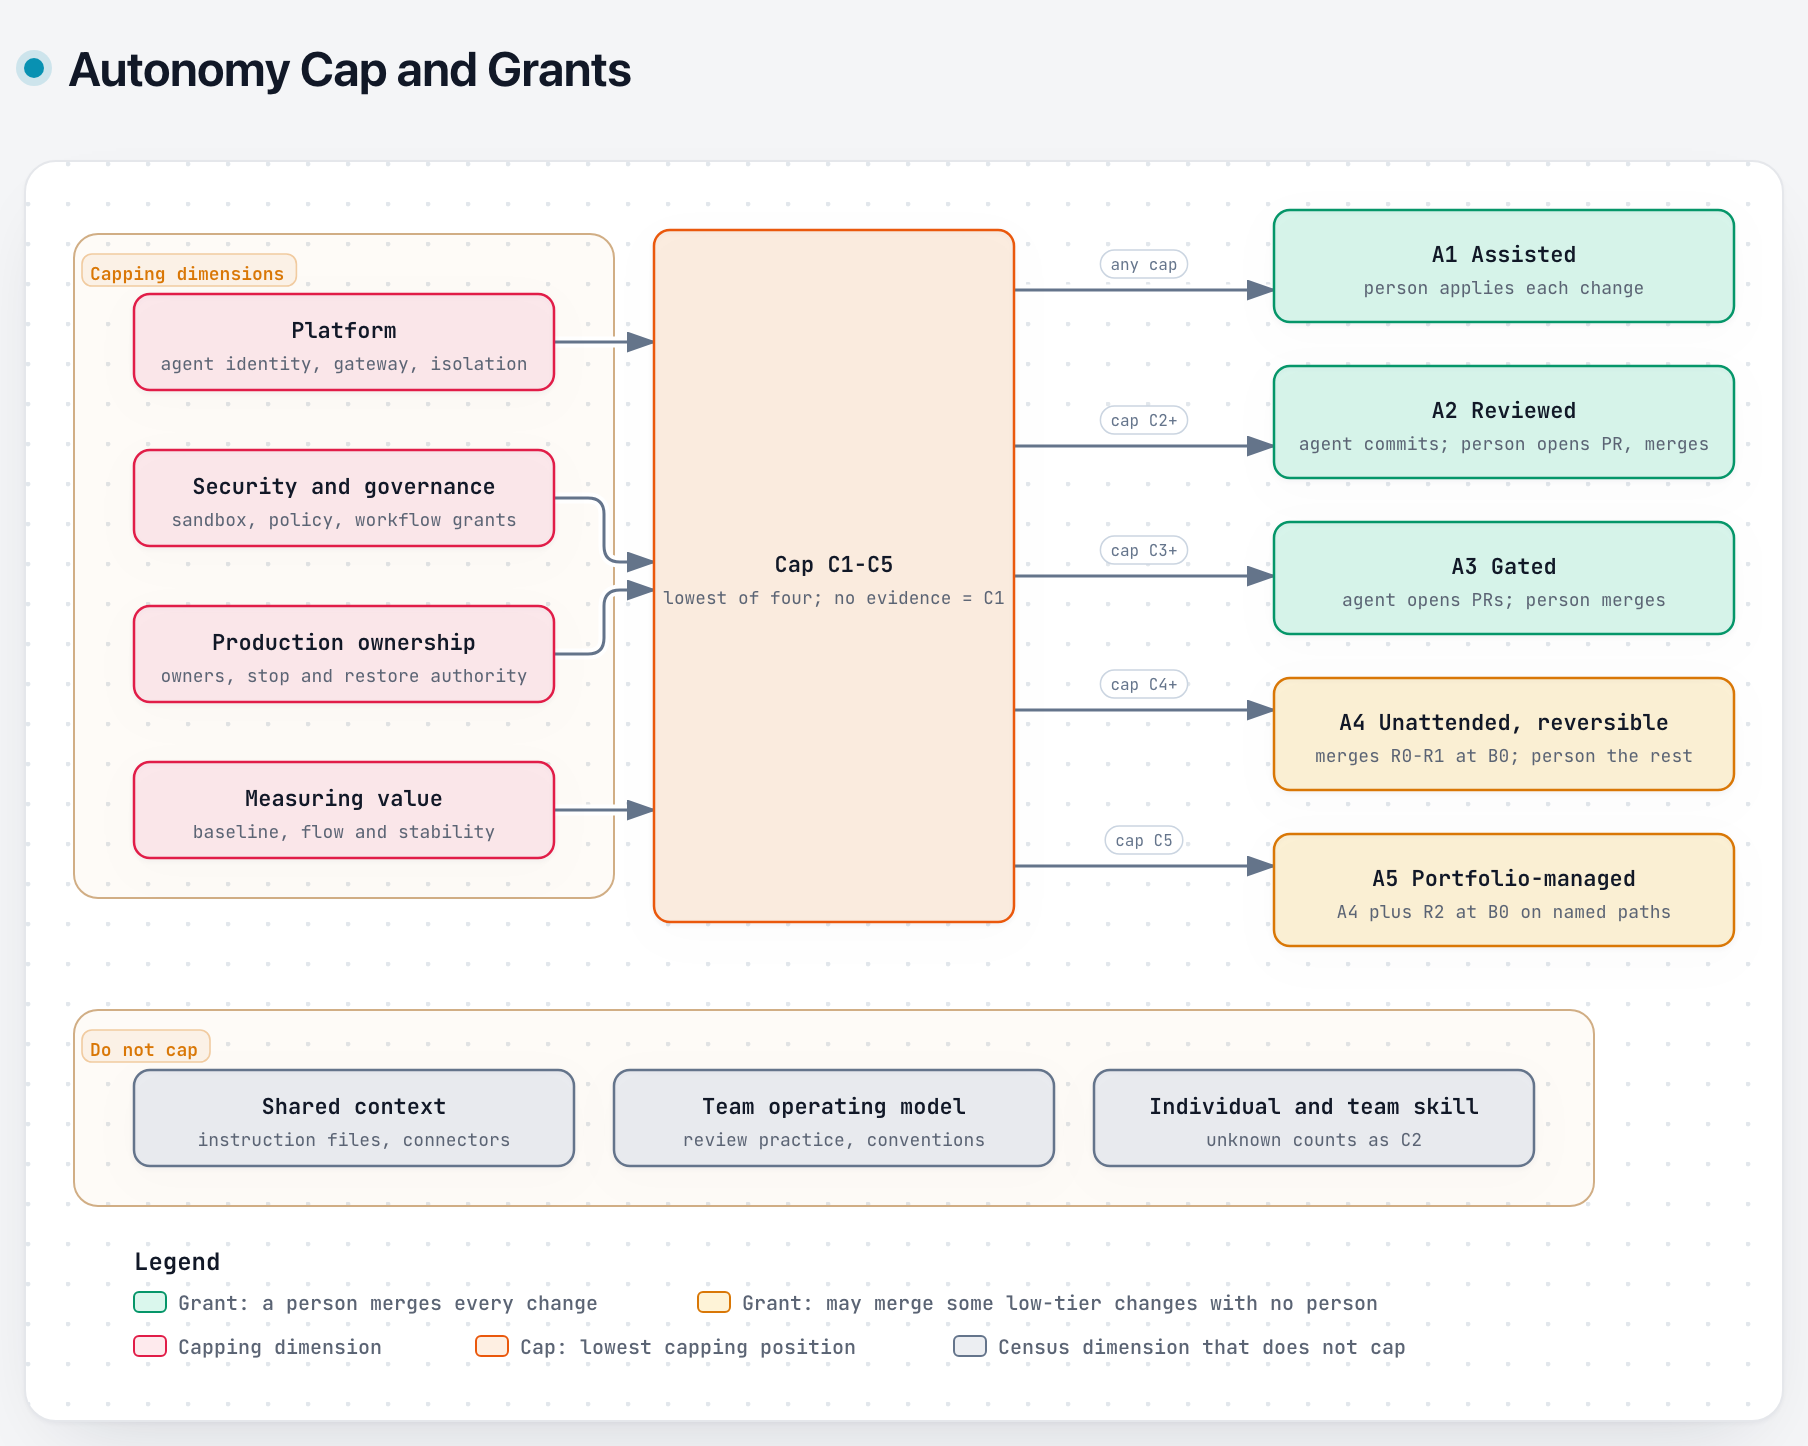 Autonomy Cap and Grants
Capping dimensions
Platform
agent identity, gateway, isolation
Security and governance
sandbox, policy, workflow grants
Production ownership
owners, stop and restore authority
Measuring value
baseline, flow and stability
Cap C1-C5
lowest of four; no evidence = C1
any cap
cap C2+
cap C3+
cap C4+
cap C5
A1 Assisted
person applies each change
A2 Reviewed
agent commits; person opens PR, merges
A3 Gated
agent opens PRs; person merges
A4 Unattended, reversible
merges R0-R1 at B0; person the rest
A5 Portfolio-managed
A4 plus R2 at B0 on named paths
Do not cap
Shared context
instruction files, connectors
Team operating model
review practice, conventions
Individual and team skill
unknown counts as C2
Legend
Grant: a person merges every change
Grant: may merge some low-tier changes with no person
Capping dimension
Cap: lowest capping position
Census dimension that does not cap